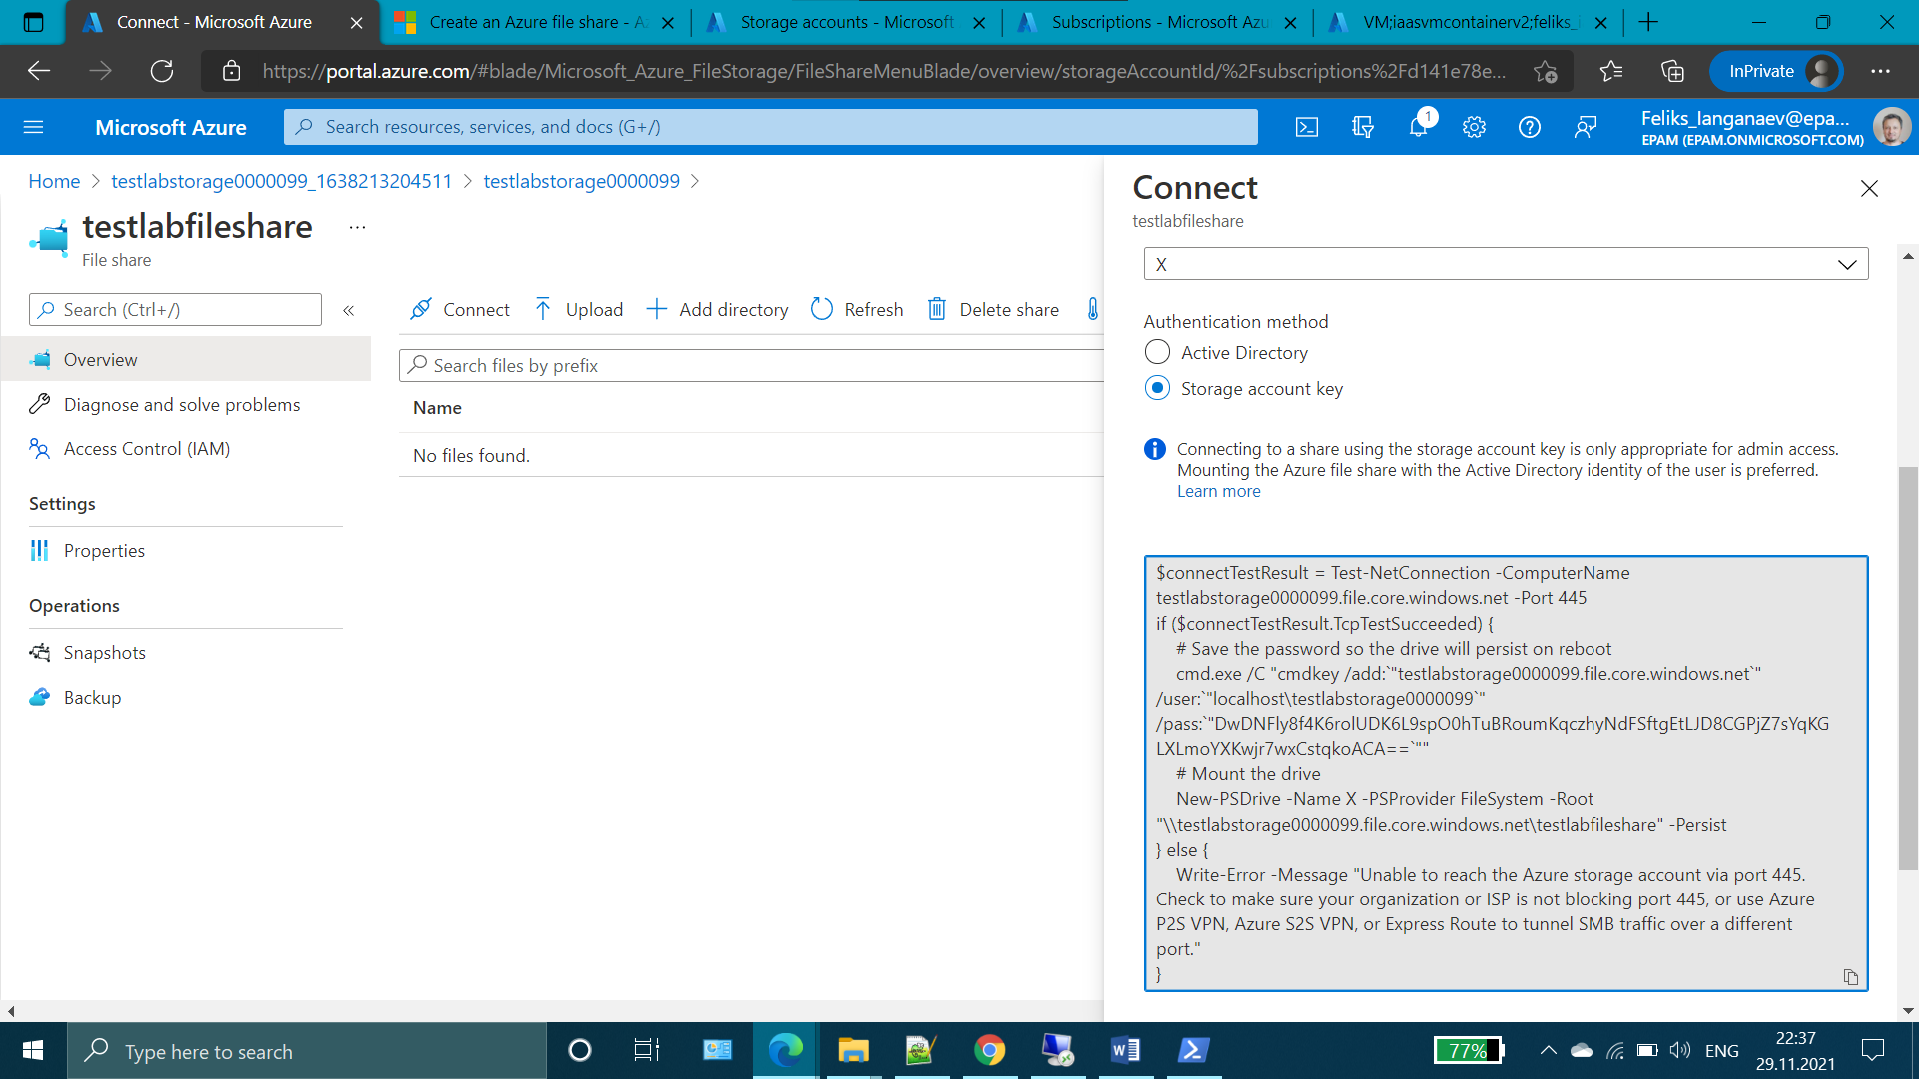 Connect - Microsoft Azure
Create an Azure file share - A
Storage accounts - Microsoft
Subscriptions - Microsoft Azu
VM;iaasvmcontainerv2;feliks_i
https://portal.azure.com/#blade/Microsoft_Azure_FileStorage/FileShareMenuBlade/overview/storageAccountId/%2Fsubscriptions%2Fd141e78e...
InPrivate
Microsoft Azure
Search resources, services, and docs (G+/)
1
Feliks_Ianganaev@epa...
EPAM (EPAM.ONMICROSOFT.COM)
Home > testlabstorage0000099_1638213204511 > testlabstorage0000099 >
testlabfileshare
File share
Search (Ctrl+/)
Overview
Diagnose and solve problems
Access Control (IAM)
Settings
Properties
Operations
Snapshots
Backup
Connect
Upload
Add directory
Refresh
Delete share
Search files by prefix
Name
No files found.
Connect
testlabfileshare
X
Authentication method
Active Directory
Storage account key
Connecting to a share using the storage account key is only appropriate for admin access.
Mounting the Azure file share with the Active Directory identity of the user is preferred.
Learn more
$connectTestResult = Test-NetConnection -ComputerName
testlabstorage0000099.file.core.windows.net -Port 445
if ($connectTestResult.TcpTestSucceeded) {
# Save the password so the drive will persist on reboot
cmd.exe /C "cmdkey /add:`"testlabstorage0000099.file.core.windows.net`"
/user:`"localhost\testlabstorage0000099`"
/pass:`"DwDNFly8f4K6rolUDK6L9spO0hTuBRoumKqczhyNdFSftgEtLJD8CGPjZ7sYqKG
LXLmoYXKwjr7wxCstqkoACA==`""
# Mount the drive
New-PSDrive -Name X -PSProvider FileSystem -Root
"\\testlabstorage0000099.file.core.windows.net\testlabfileshare" -Persist
} else {
Write-Error -Message "Unable to reach the Azure storage account via port 445.
Check to make sure your organization or ISP is not blocking port 445, or use Azure
P2S VPN, Azure S2S VPN, or Express Route to tunnel SMB traffic over a different
port."
}
Type here to search
77%
ENG
22:37
29.11.2021